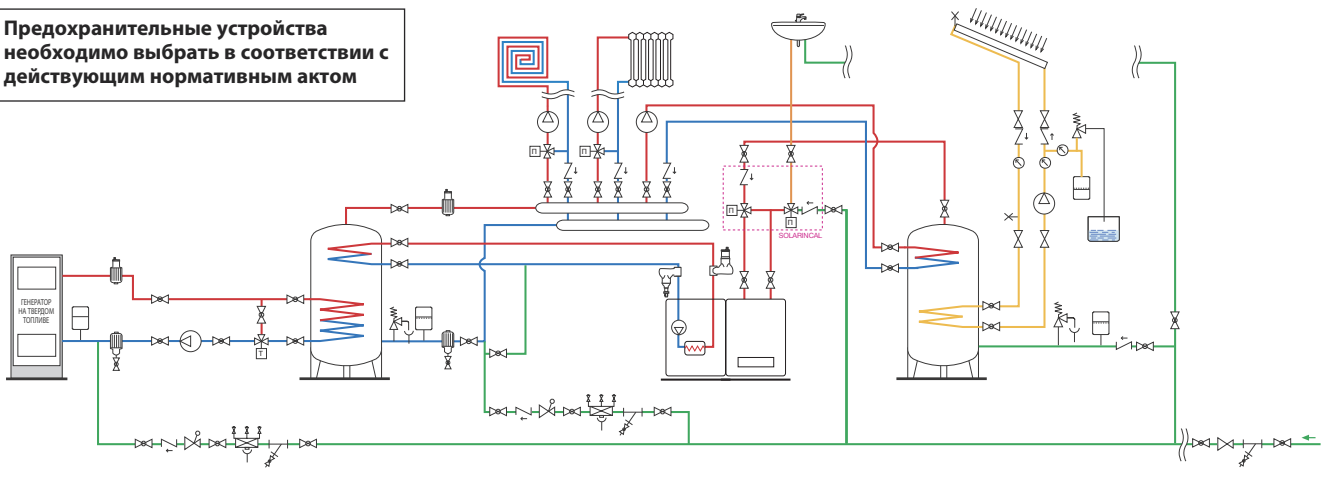 Предохранительные устройства
необходимо выбрать в соответствии с
действующим нормативным актом
П
П
П
П
SOLARINCAL
ГЕНЕРАТОР
НА ТВЕРДОМ
ТОПЛИВЕ
Т